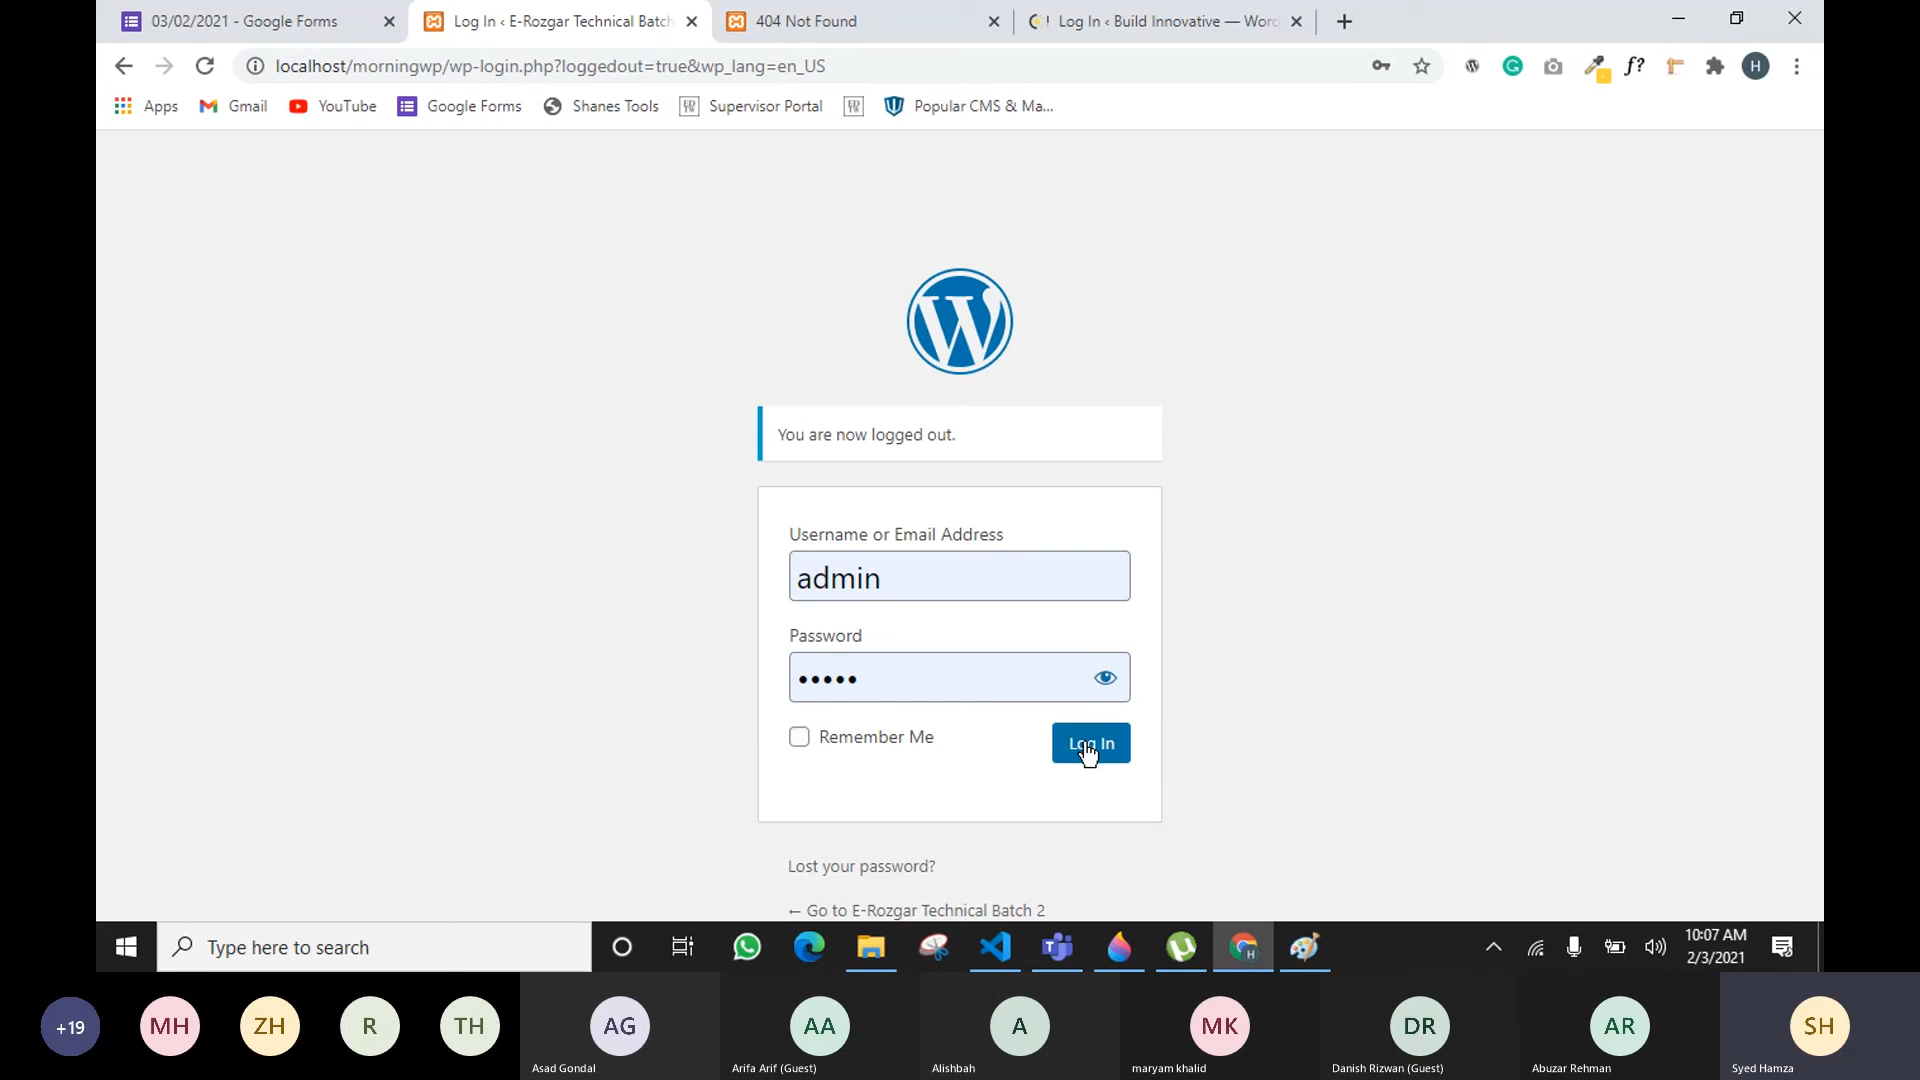 03/02/2021 - Google Forms
Log In ‹ E-Rozgar Technical Batch
404 Not Found
Log In ‹ Build Innovative — Word
localhost/morningwp/wp-login.php?loggedout=true&wp_lang=en_US
f?
H
Apps
Gmail
YouTube
Google Forms
Shanes Tools
Supervisor Portal
Popular CMS & Ma...
You are now logged out.
Username or Email Address
admin
Password
•••••
Remember Me
Log In
Lost your password?
← Go to E-Rozgar Technical Batch 2
Type here to search
10:07 AM
2/3/2021
+19
MH
ZH
R
TH
AG
AA
A
MK
DR
AR
SH
Asad Gondal
Arifa Arif (Guest)
Alishbah
maryam khalid
Danish Rizwan (Guest)
Abuzar Rehman
Syed Hamza